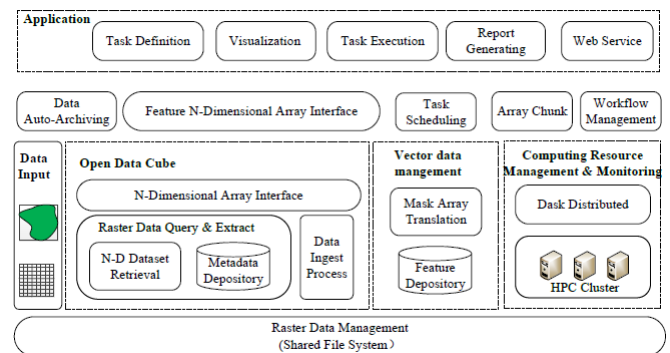 Application
Task Definition
Visualization
Task Execution
Report
Generating
Web Service
Data
Auto-Archiving
Feature N-Dimensional Array Interface
Task
Scheduling
Array Chunk
Workflow
Management
Data
Input
Open Data Cube
N-Dimensional Array Interface
Raster Data Query & Extract
N-D Dataset
Retrieval
Metadata
Depository
Data
Ingest
Process
Vector data
mangement
Mask Array
Translation
Feature
Depository
Computing Resource
Management & Monitoring
Dask Distributed
HPC Cluster
Raster Data Management
(Shared File System）